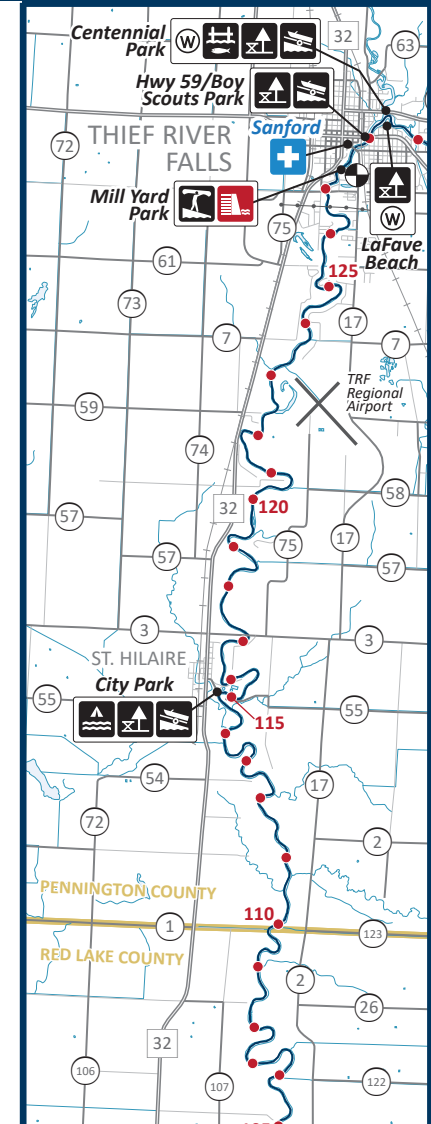 Centennial
Park
W
32
63
Hwy 59/Boy
Scouts Park
72
THIEF RIVER
FALLS
Sanford
Mill Yard
Park
W
LaFave
Beach
75
61
125
73
17
7
7
TRF
Regional
Airport
59
74
58
32
120
57
75
17
57
57
3
3
ST. HILAIRE
City Park
55
55
115
54
17
72
2
PENNINGTON COUNTY
110
1
123
RED LAKE COUNTY
2
26
32
106
107
122